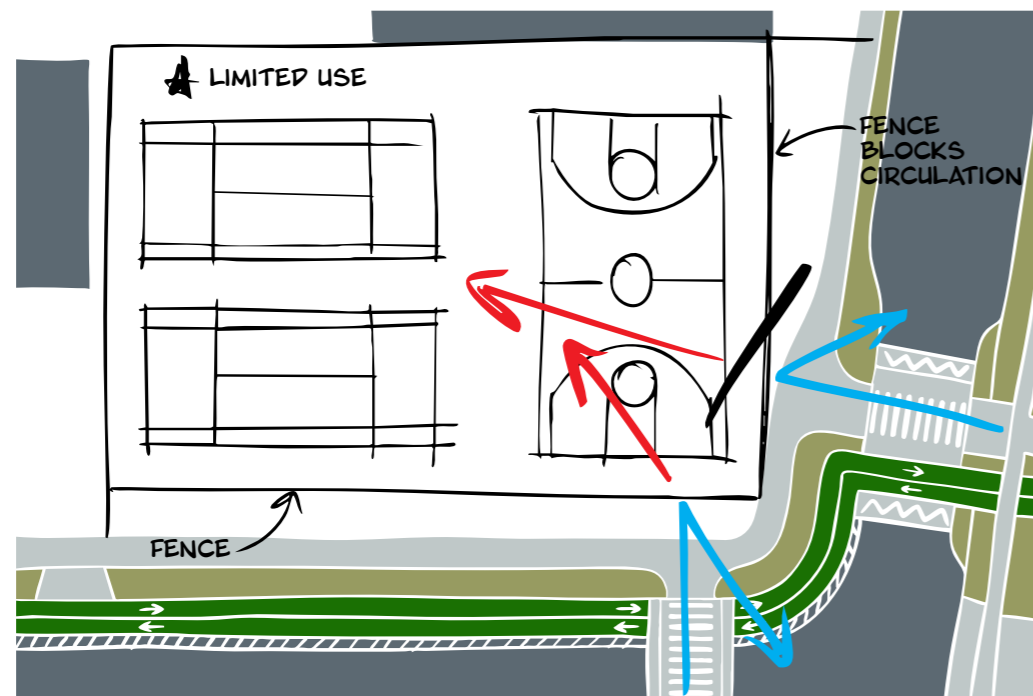 LIMITED USE
FENCE
BLOCKS
CIRCULATION
FENCE